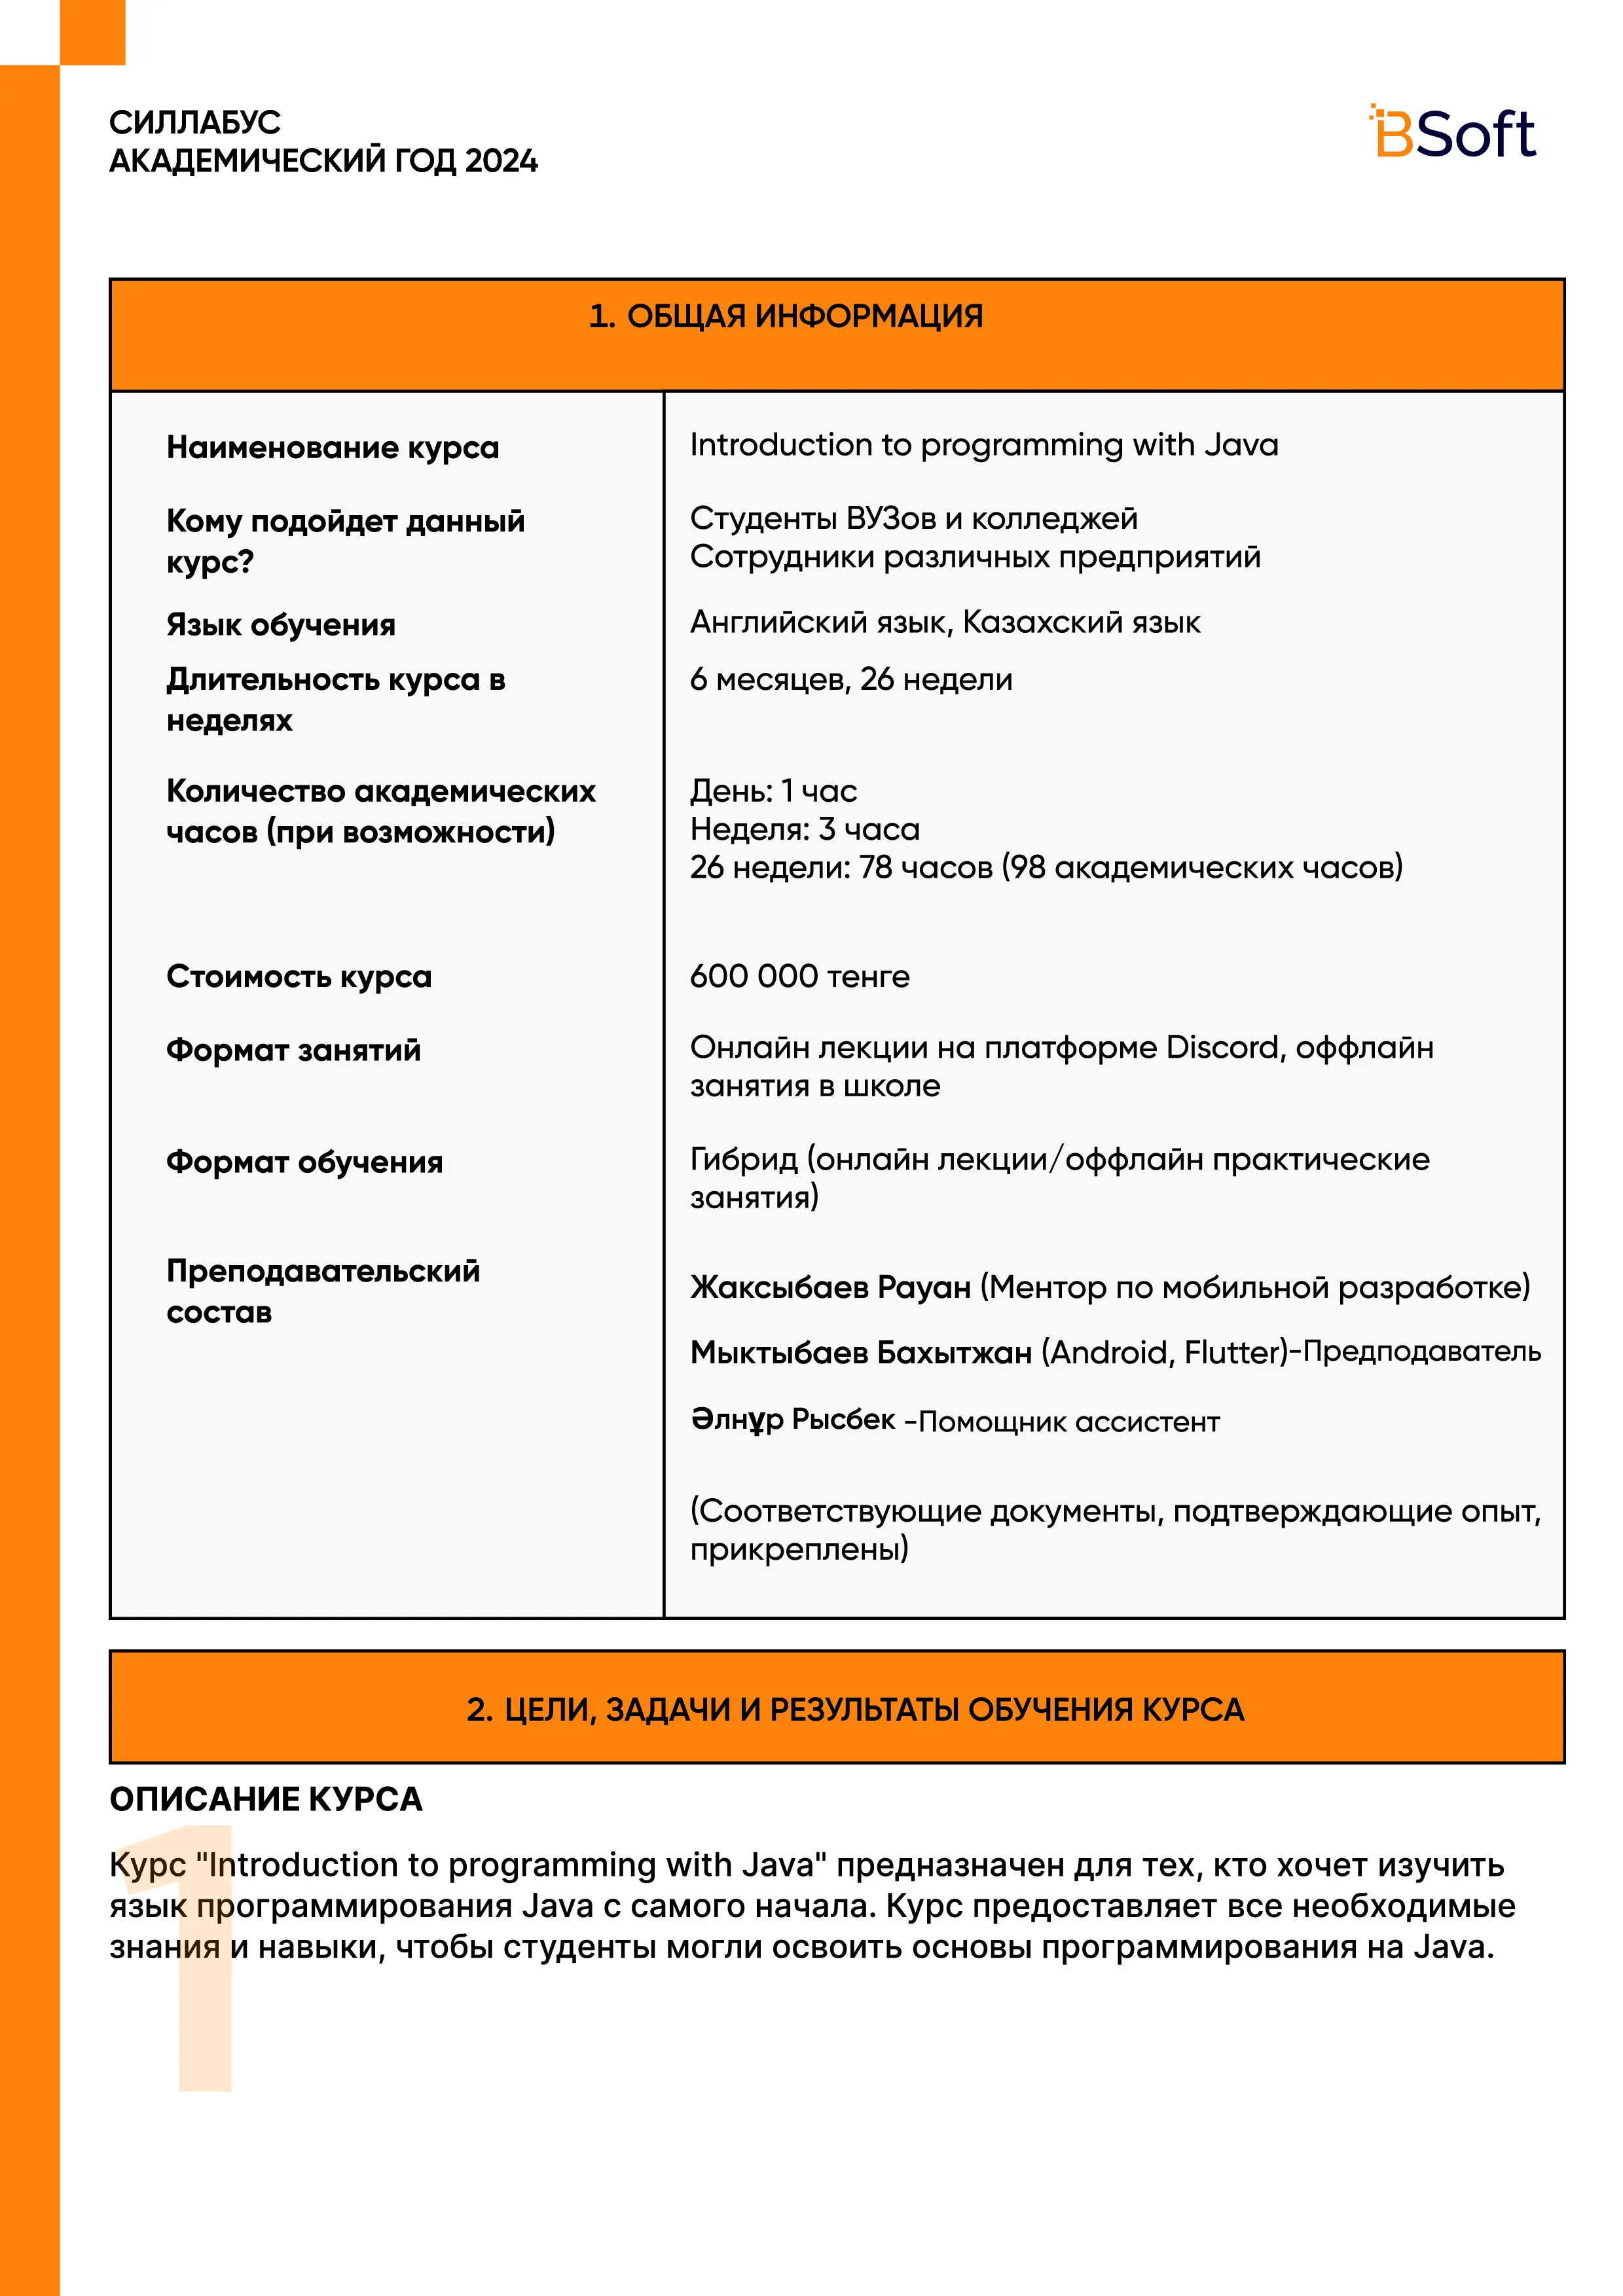 СИЛЛАБУС
АКАДЕМИЧЕСКИЙ ГОД 2024
BSoft
1. ОБЩАЯ ИНФОРМАЦИЯ
Наименование курса
Introduction to programming with Java
Кому подойдет данный
курс?
Студенты ВУЗов и колледжей
Сотрудники различных предприятий
Язык обучения
Английский язык, Казахский язык
Длительность курса в
неделях
6 месяцев, 26 недели
Количество академических
часов (при возможности)
День: 1 час
Неделя: 3 часа
26 недели: 78 часов (98 академических часов)
Стоимость курса
600 000 тенге
Формат занятий
Онлайн лекции на платформе Discord, оффлайн
занятия в школе
Формат обучения
Гибрид (онлайн лекции/оффлайн практические
занятия)
Преподавательский
состав
Жаксыбаев Рауан (Ментор по мобильной разработке)
Мыктыбаев Бахытжан (Android, Flutter)-Предподаватель
Әлнұр Рысбек -Помощник ассистент
(Соответствующие документы, подтверждающие опыт,
прикреплены)
2. ЦЕЛИ, ЗАДАЧИ И РЕЗУЛЬТАТЫ ОБУЧЕНИЯ КУРСА
ОПИСАНИЕ КУРСА
Курс "Introduction to programming with Java" предназначен для тех, кто хочет изучить
язык программирования Java с самого начала. Курс предоставляет все необходимые
знания и навыки, чтобы студенты могли освоить основы программирования на Java.
1